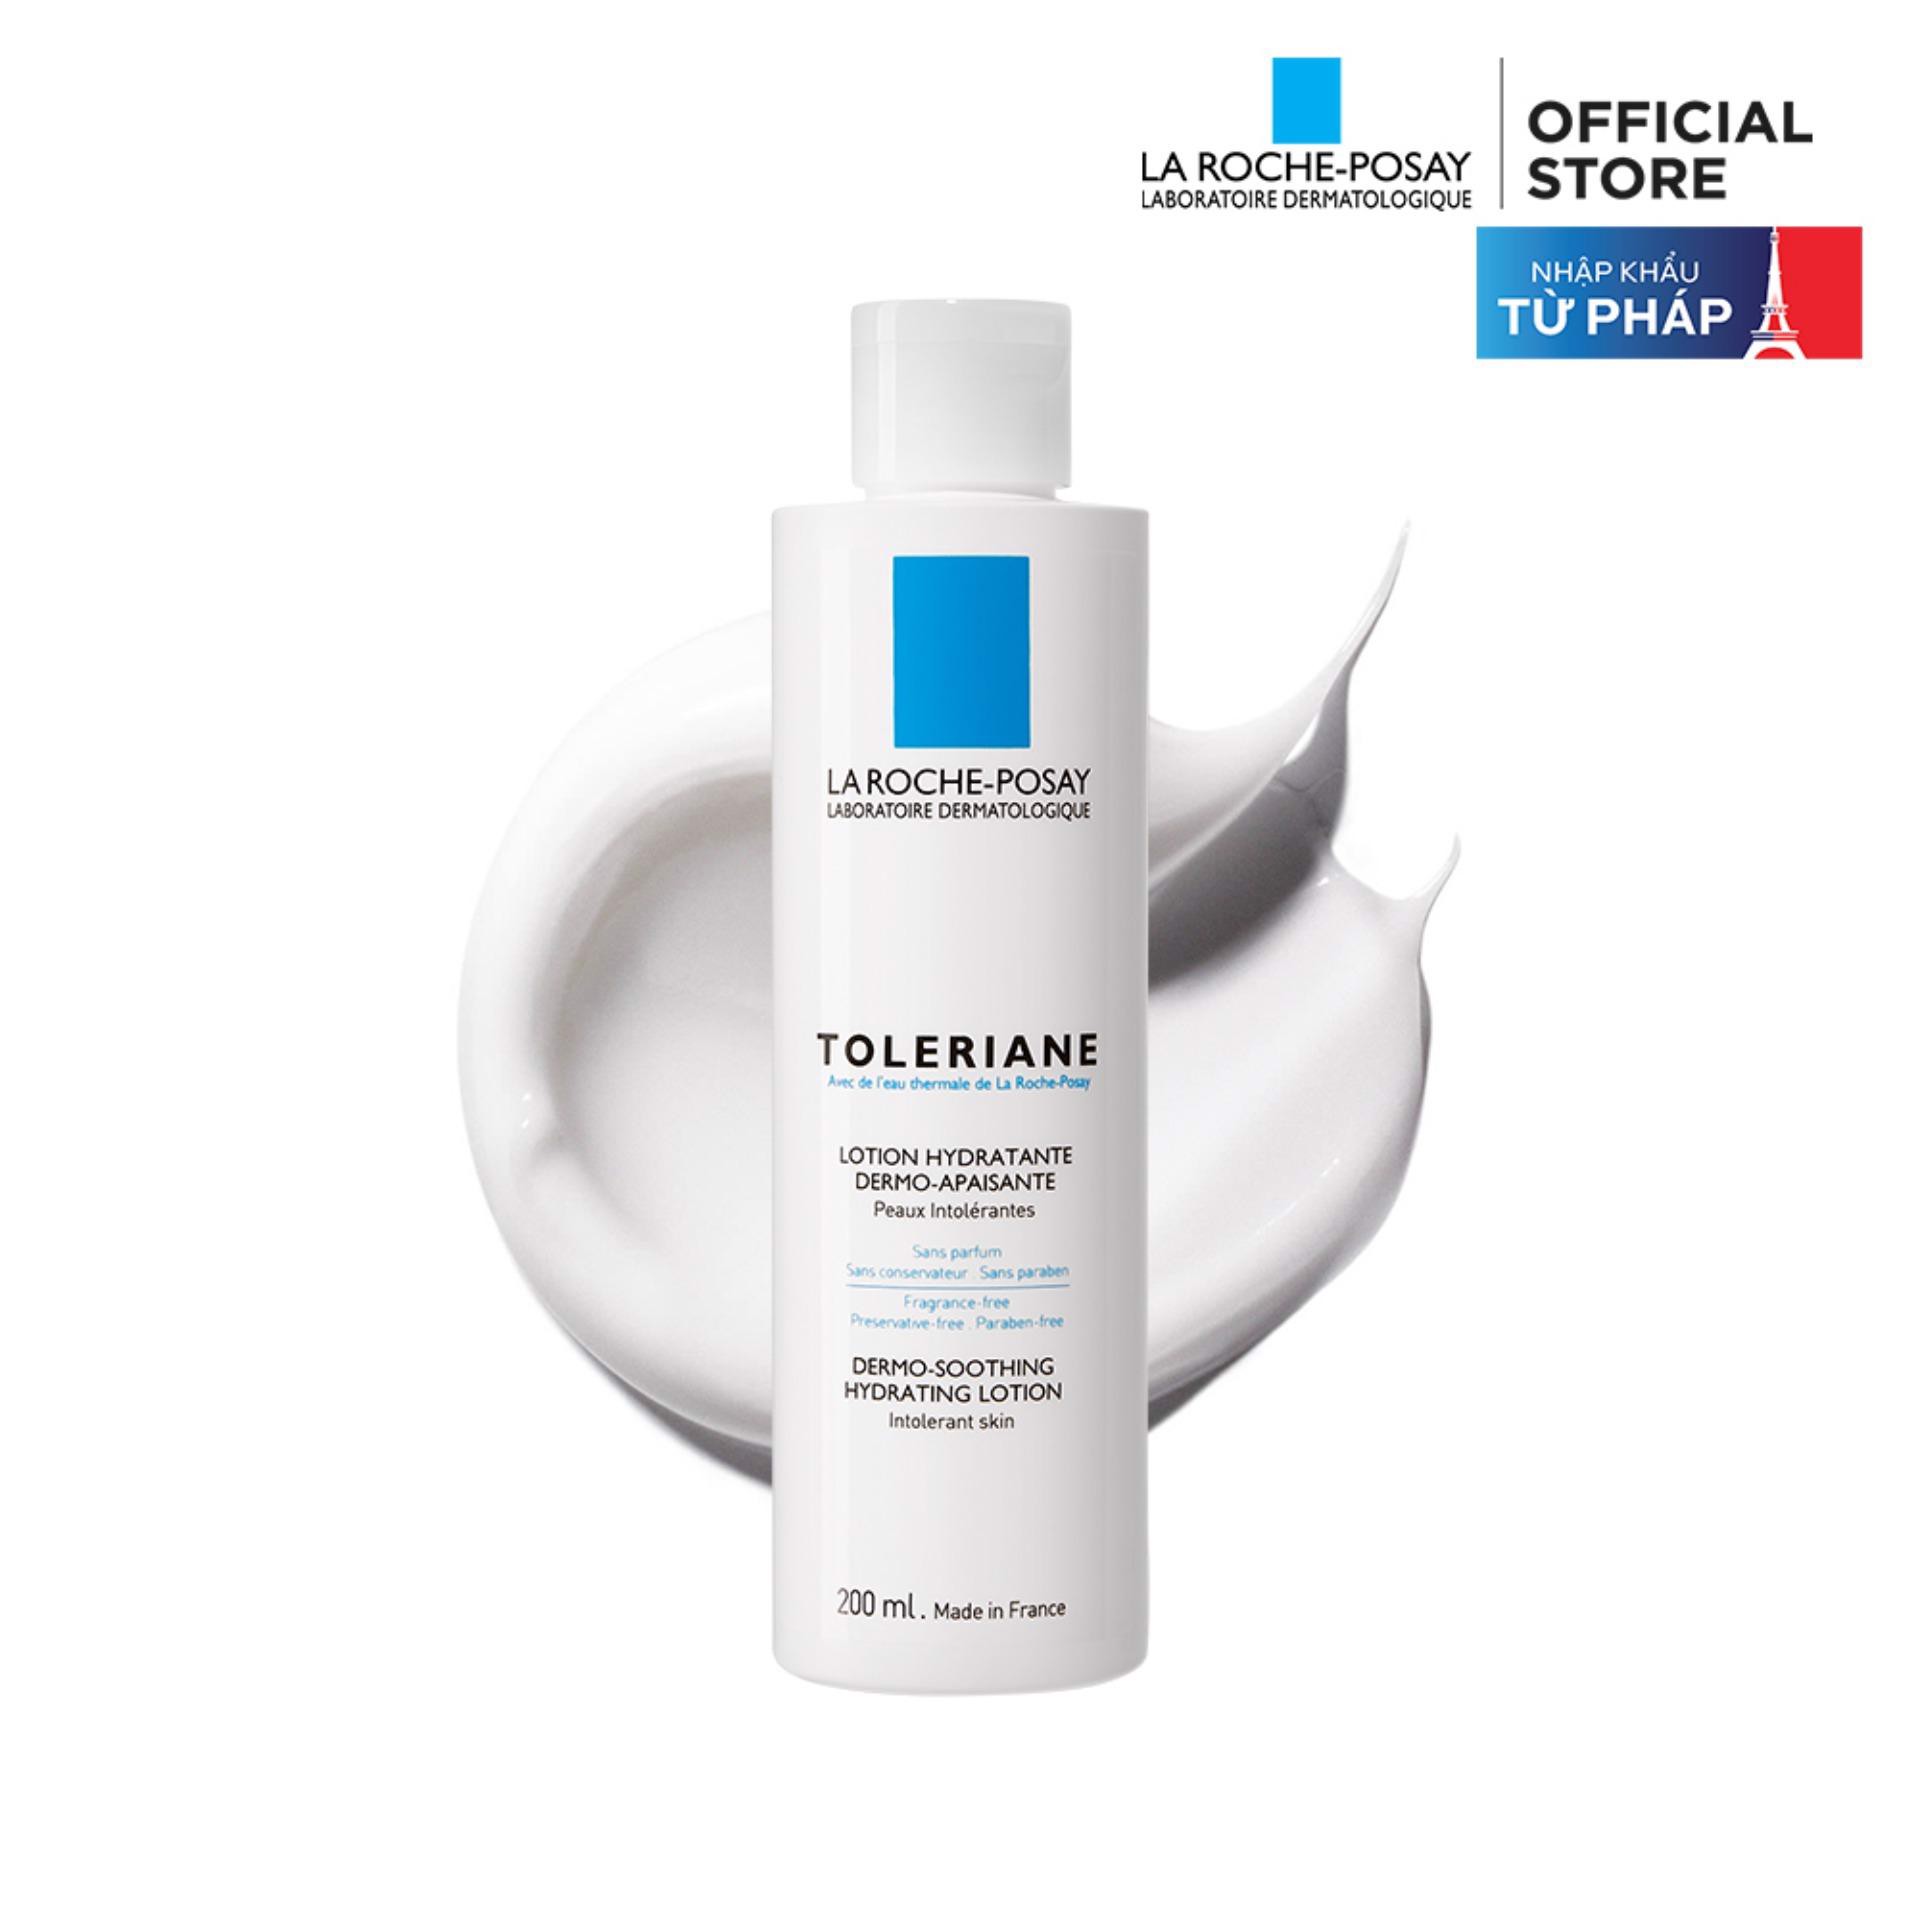 LA ROCHE-POSAY
LABORATOIRE DERMATOLOGIQUE
OFFICIAL
STORE
NHẬP KHẨU
TỪ PHÁP
LA ROCHE-POSAY
LABORATOIRE DERMATOLOGIQUE
TOLERIANE
Avec de l'eau thermale de La Roche-Posay
LOTION HYDRATANTE
DERMO-APAISANTE
Peaux Intolérantes
Sans parfum
Sans conservateur . Sans paraben
Fragrance-free
Preservative-free . Paraben-free
DERMO-SOOTHING
HYDRATING LOTION
Intolerant skin
200 ml . Made in France